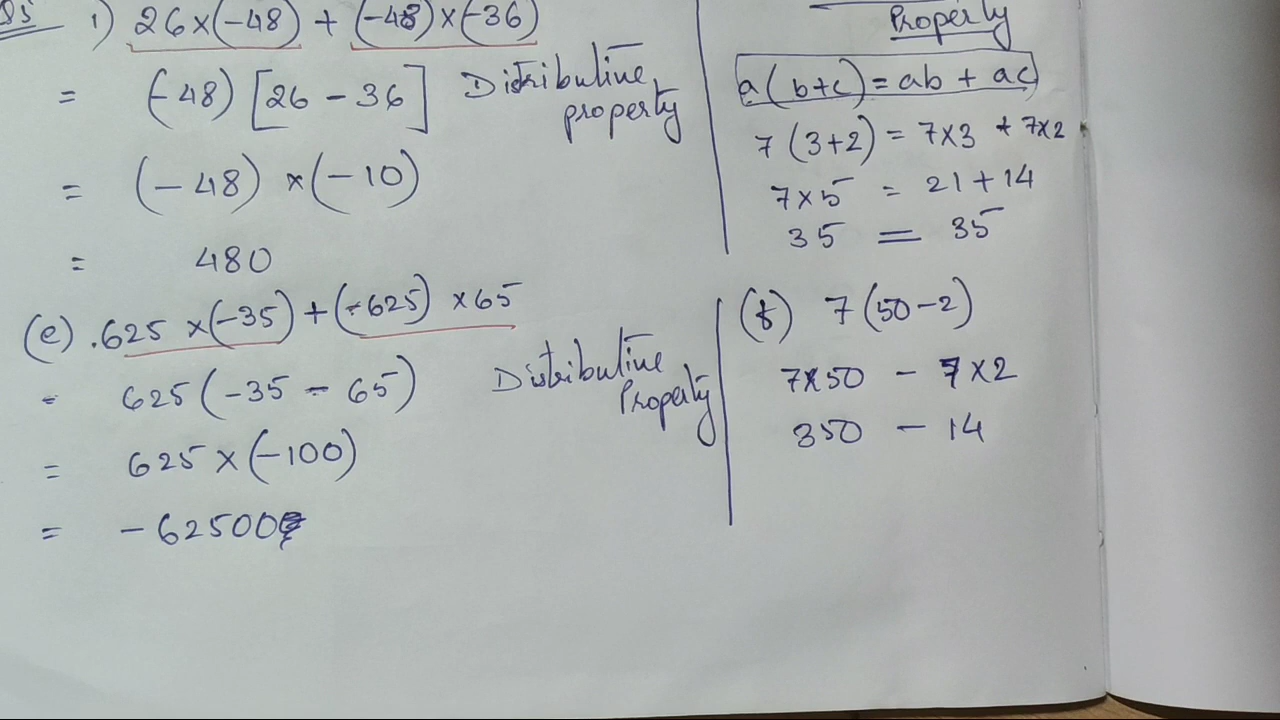 Q5 1) 26×(-48) + (-48)×(-36)
= (-48) [26 - 36] Distributive property
= (-48) ×(-10)
= 480
(e) .625 ×(-35)+(-625) ×65
= 625(-35 - 65) Distributive Property
= 625×(-100)
= -62500
Property
a(b+c)=ab + ac
7(3+2) = 7×3 + 7×2
7×5 = 21+14
35 = 35
(f) 7(50-2)
7×50 - 7×2
350 - 14